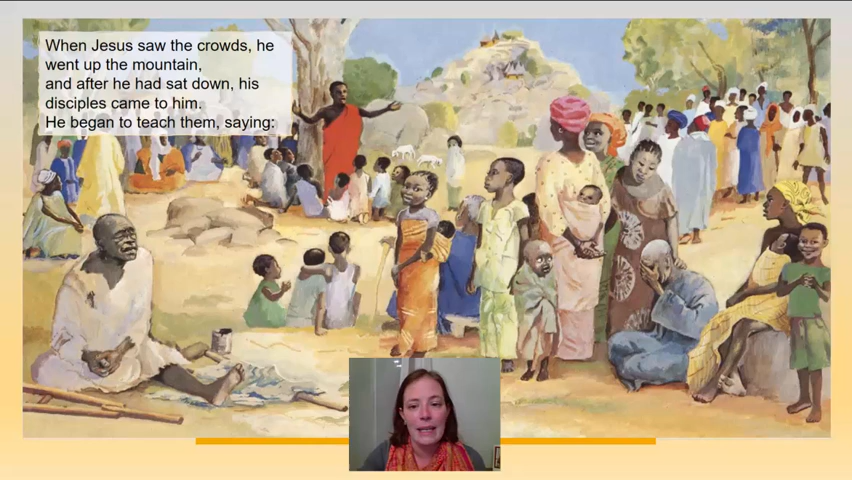 When Jesus saw the crowds, he
went up the mountain,
and after he had sat down, his
disciples came to him.
He began to teach them, saying: